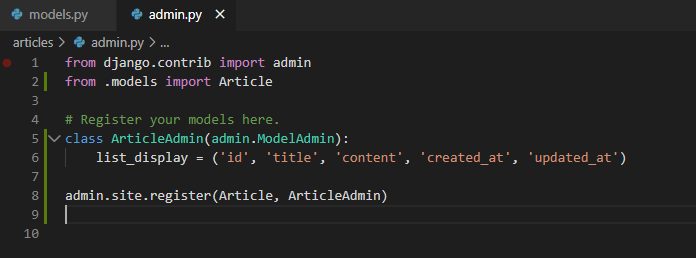 models.py admin.py
articles > admin.py > ...
1 from django.contrib import admin
2 from .models import Article
3
4 # Register your models here.
5 class ArticleAdmin(admin.ModelAdmin):
6 list_display = ('id', 'title', 'content', 'created_at', 'updated_at')
7
8 admin.site.register(Article, ArticleAdmin)
9
10